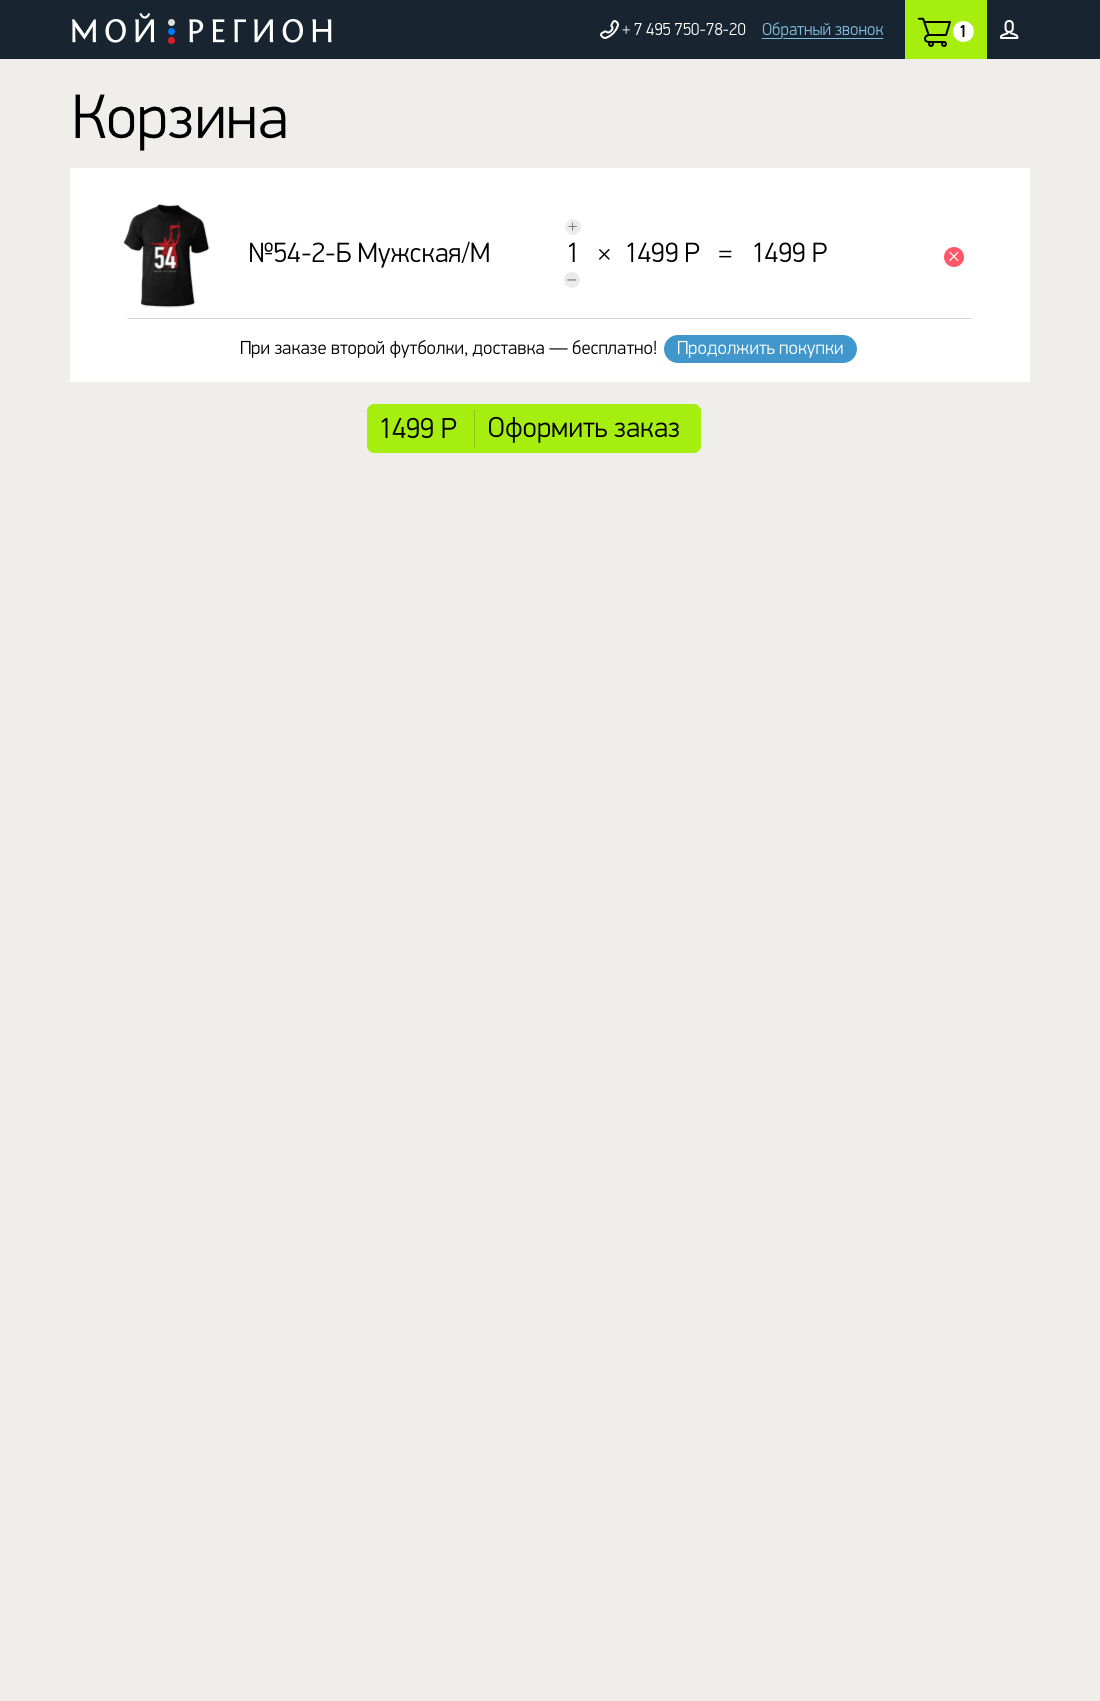 МОЙ РЕГИОН
+ 7 495 750-78-20 Обратный звонок 1
Корзина
54
№54-2-Б Мужская/М + 1 − × 1499 Р = 1499 Р ×
При заказе второй футболки, доставка — бесплатно! Продолжить покупки
1499 Р Оформить заказ